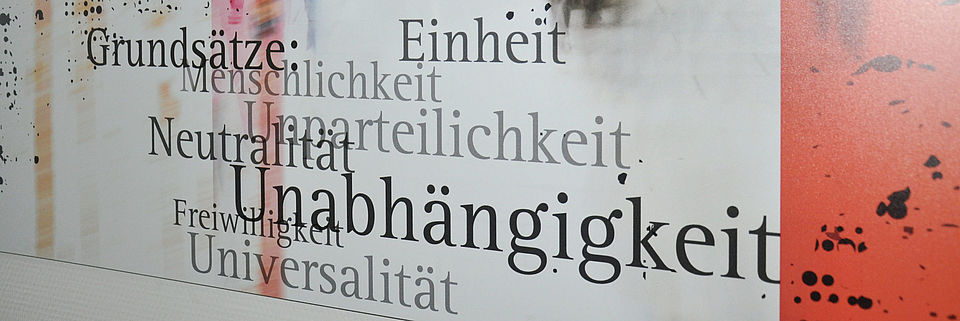 Grundsätze:
Einheit
Menschlichkeit
Unparteilichkeit
Neutralität
Unabhängigkeit
Freiwilligkeit
Universalität